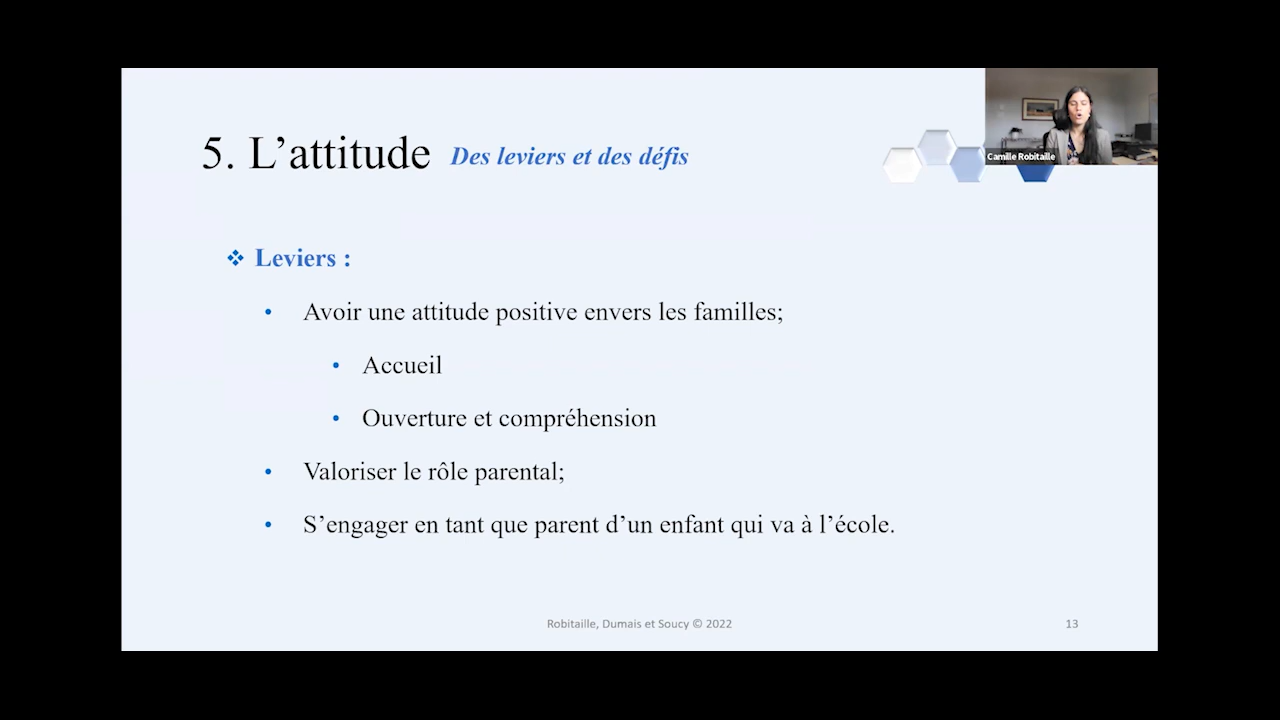 Camille Robitaille
5. L’attitude Des leviers et des défis
❖ Leviers :
• Avoir une attitude positive envers les familles;
• Accueil
• Ouverture et compréhension
• Valoriser le rôle parental;
• S’engager en tant que parent d’un enfant qui va à l’école.
Robitaille, Dumais et Soucy © 2022
13